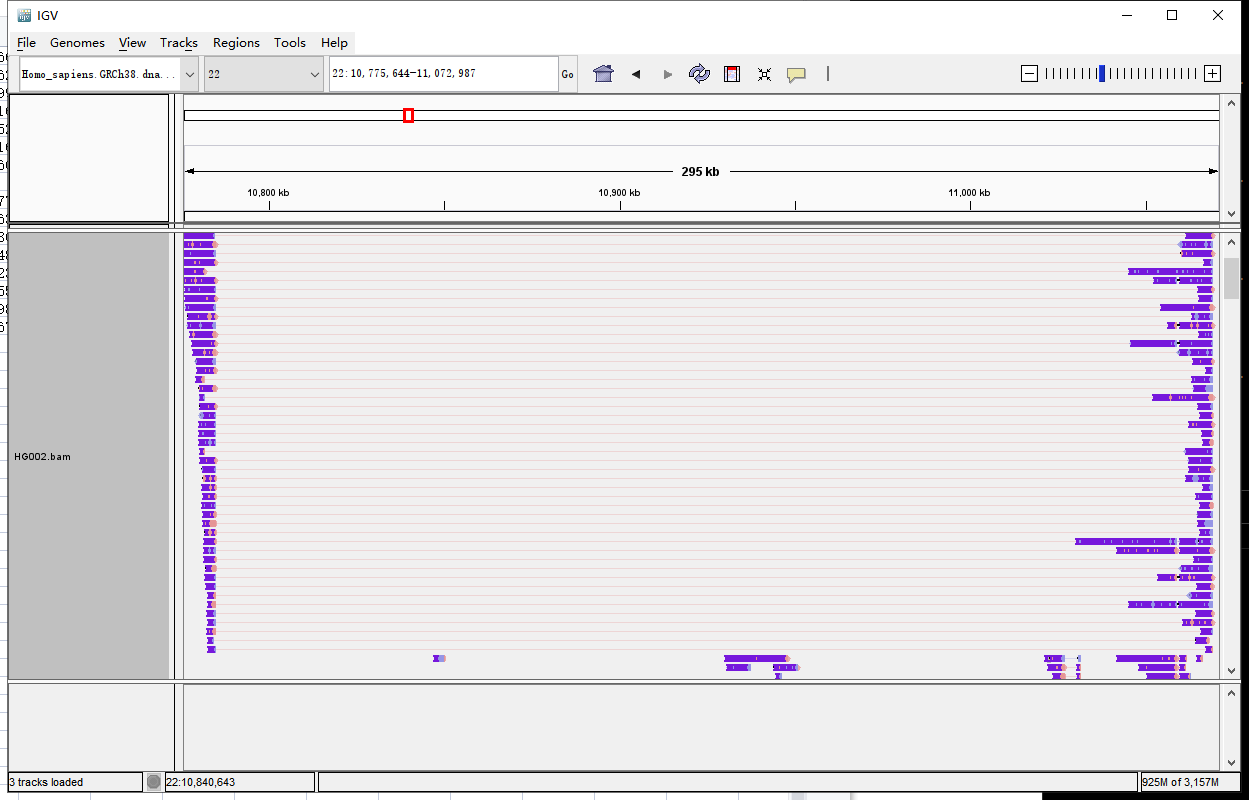 IGV
File Genomes View Tracks Regions Tools Help
Homo_sapiens.GRCh38.dna... 22 22:10,775,644-11,072,987 Go
295 kb
10,800 kb 10,900 kb 11,000 kb
HG002.bam
3 tracks loaded 22:10,840,643 925M of 3,157M